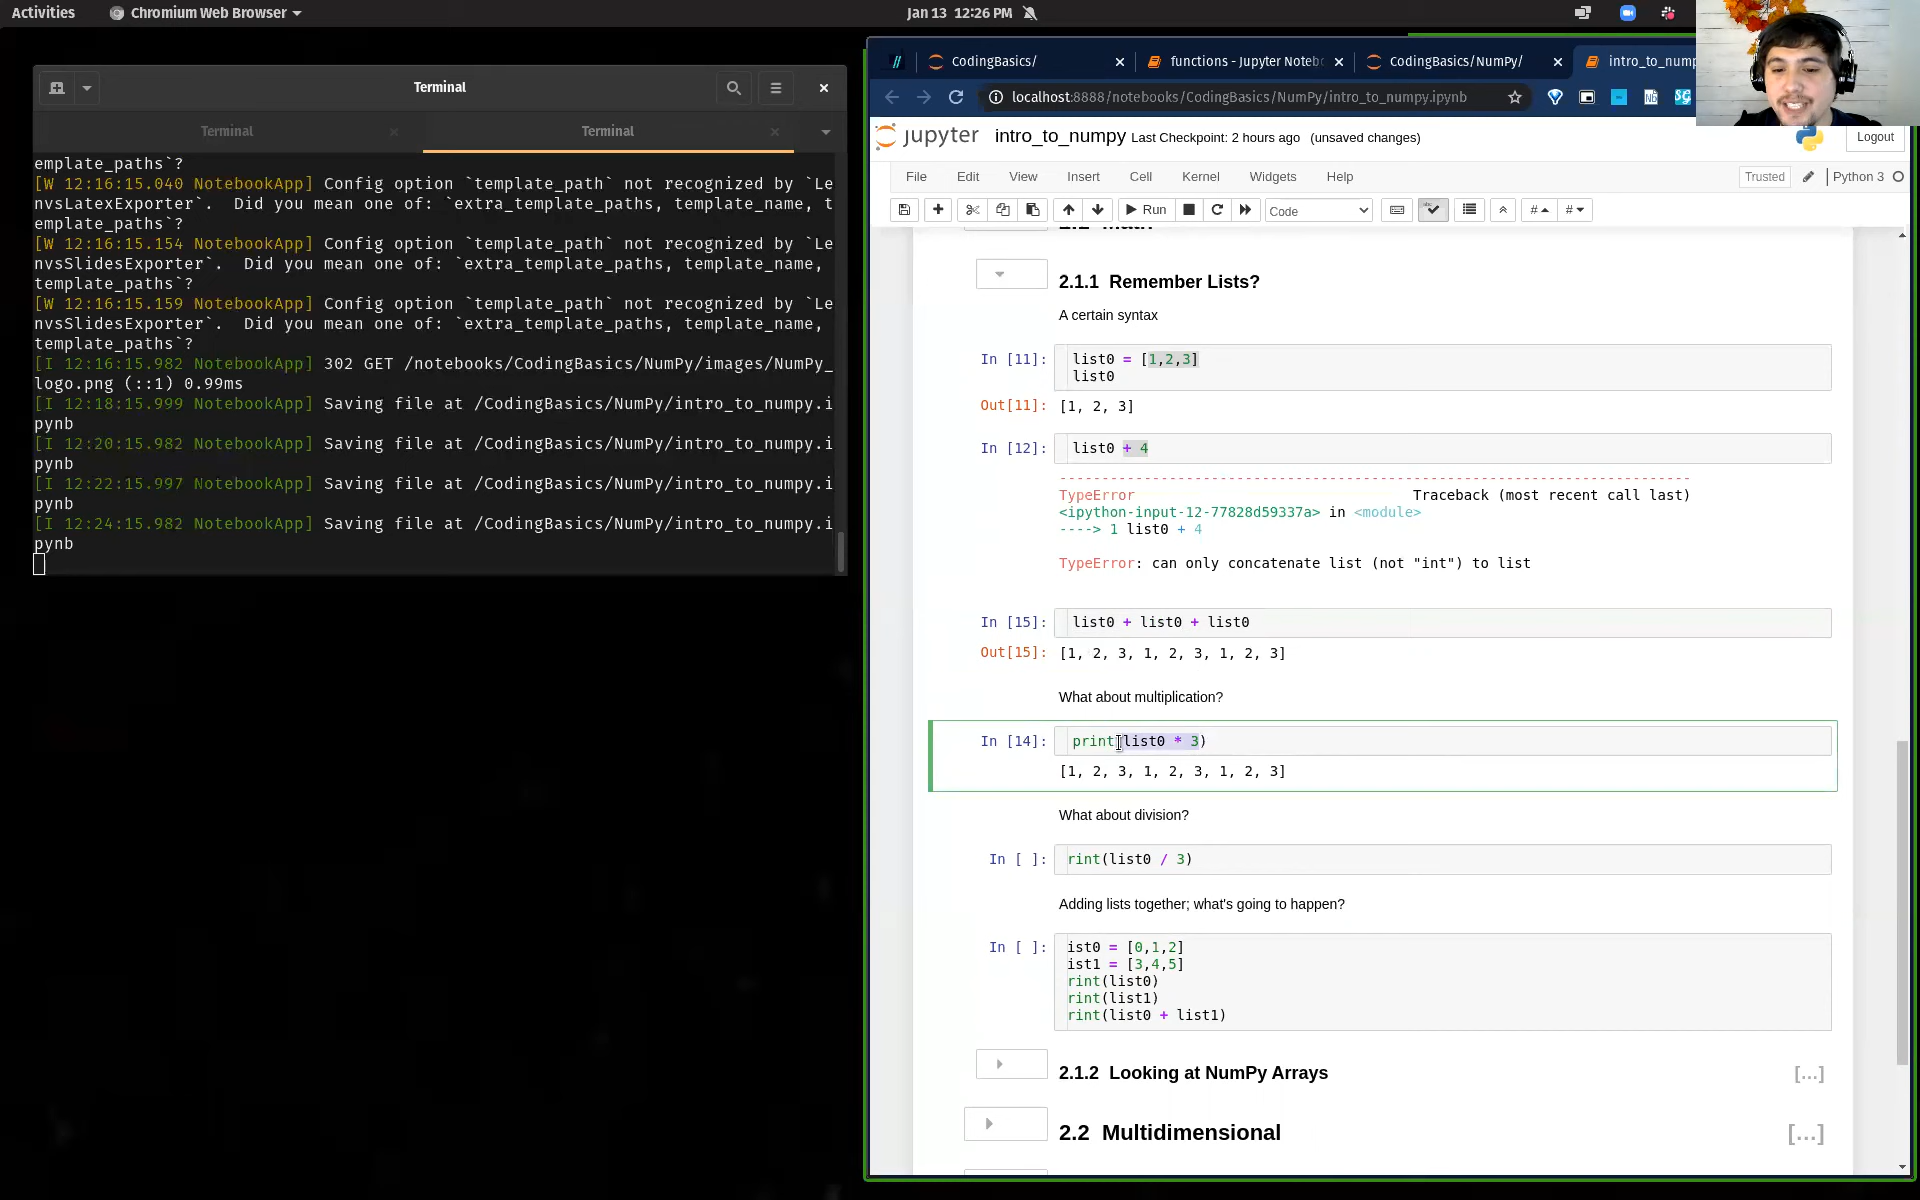 Activities
Chromium Web Browser
Jan 13 12:26 PM
Terminal
Terminal
Terminal
emplate_paths`?
[W 12:16:15.040 NotebookApp] Config option `template_path` not recognized by `Le
nvsLatexExporter`.  Did you mean one of: `extra_template_paths, template_name, t
emplate_paths`?
[W 12:16:15.154 NotebookApp] Config option `template_path` not recognized by `Le
nvsSlidesExporter`.  Did you mean one of: `extra_template_paths, template_name, 
template_paths`?
[W 12:16:15.159 NotebookApp] Config option `template_path` not recognized by `Le
nvsSlidesExporter`.  Did you mean one of: `extra_template_paths, template_name, 
template_paths`?
[I 12:16:15.982 NotebookApp] 302 GET /notebooks/CodingBasics/NumPy/images/NumPy_
logo.png (::1) 0.99ms
[I 12:18:15.999 NotebookApp] Saving file at /CodingBasics/NumPy/intro_to_numpy.i
pynb
[I 12:20:15.982 NotebookApp] Saving file at /CodingBasics/NumPy/intro_to_numpy.i
pynb
[I 12:22:15.997 NotebookApp] Saving file at /CodingBasics/NumPy/intro_to_numpy.i
pynb
[I 12:24:15.982 NotebookApp] Saving file at /CodingBasics/NumPy/intro_to_numpy.i
pynb
CodingBasics/
functions - Jupyter Noteb
CodingBasics/NumPy/
intro_to_nump
localhost:8888/notebooks/CodingBasics/NumPy/intro_to_numpy.ipynb
jupyter intro_to_numpy Last Checkpoint: 2 hours ago (unsaved changes)
Logout
File Edit View Insert Cell Kernel Widgets Help
Trusted
Python 3
Run
Code
2.1.1 Remember Lists?
A certain syntax
In [11]: list0 = [1,2,3]
list0
Out[11]: [1, 2, 3]
In [12]: list0 + 4
---------------------------------------------------------------------------
TypeError Traceback (most recent call last)
<ipython-input-12-77828d59337a> in <module>
----> 1 list0 + 4
TypeError: can only concatenate list (not "int") to list
In [15]: list0 + list0 + list0
Out[15]: [1, 2, 3, 1, 2, 3, 1, 2, 3]
What about multiplication?
In [14]: print(list0 * 3)
[1, 2, 3, 1, 2, 3, 1, 2, 3]
What about division?
In [ ]: rint(list0 / 3)
Adding lists together; what's going to happen?
In [ ]: ist0 = [0,1,2]
ist1 = [3,4,5]
rint(list0)
rint(list1)
rint(list0 + list1)
2.1.2 Looking at NumPy Arrays [...]
2.2 Multidimensional [...]